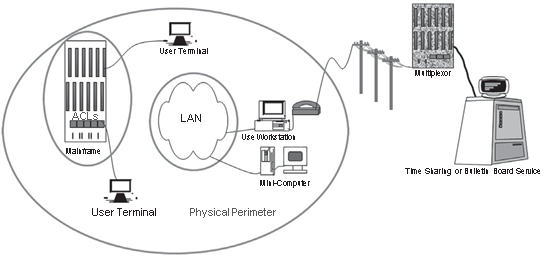 User Terminal
Multiplexor
ACLs
LAN
Use Workstation
Mainframe
Time Sharing or Bulletin Board Service
Mini-Computer
User Terminal
Physical Perimeter